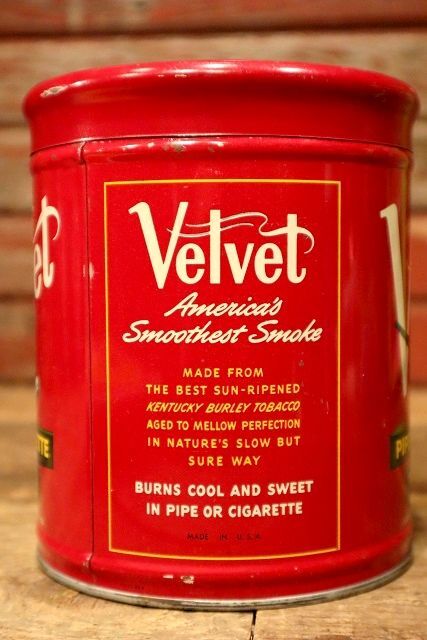 Velvet
America's
Smoothest Smoke
MADE FROM
THE BEST SUN-RIPENED
KENTUCKY BURLEY TOBACCO
AGED TO MELLOW PERFECTION
IN NATURE'S SLOW BUT
SURE WAY
BURNS COOL AND SWEET
IN PIPE OR CIGARETTE
MADE IN U.S.A.